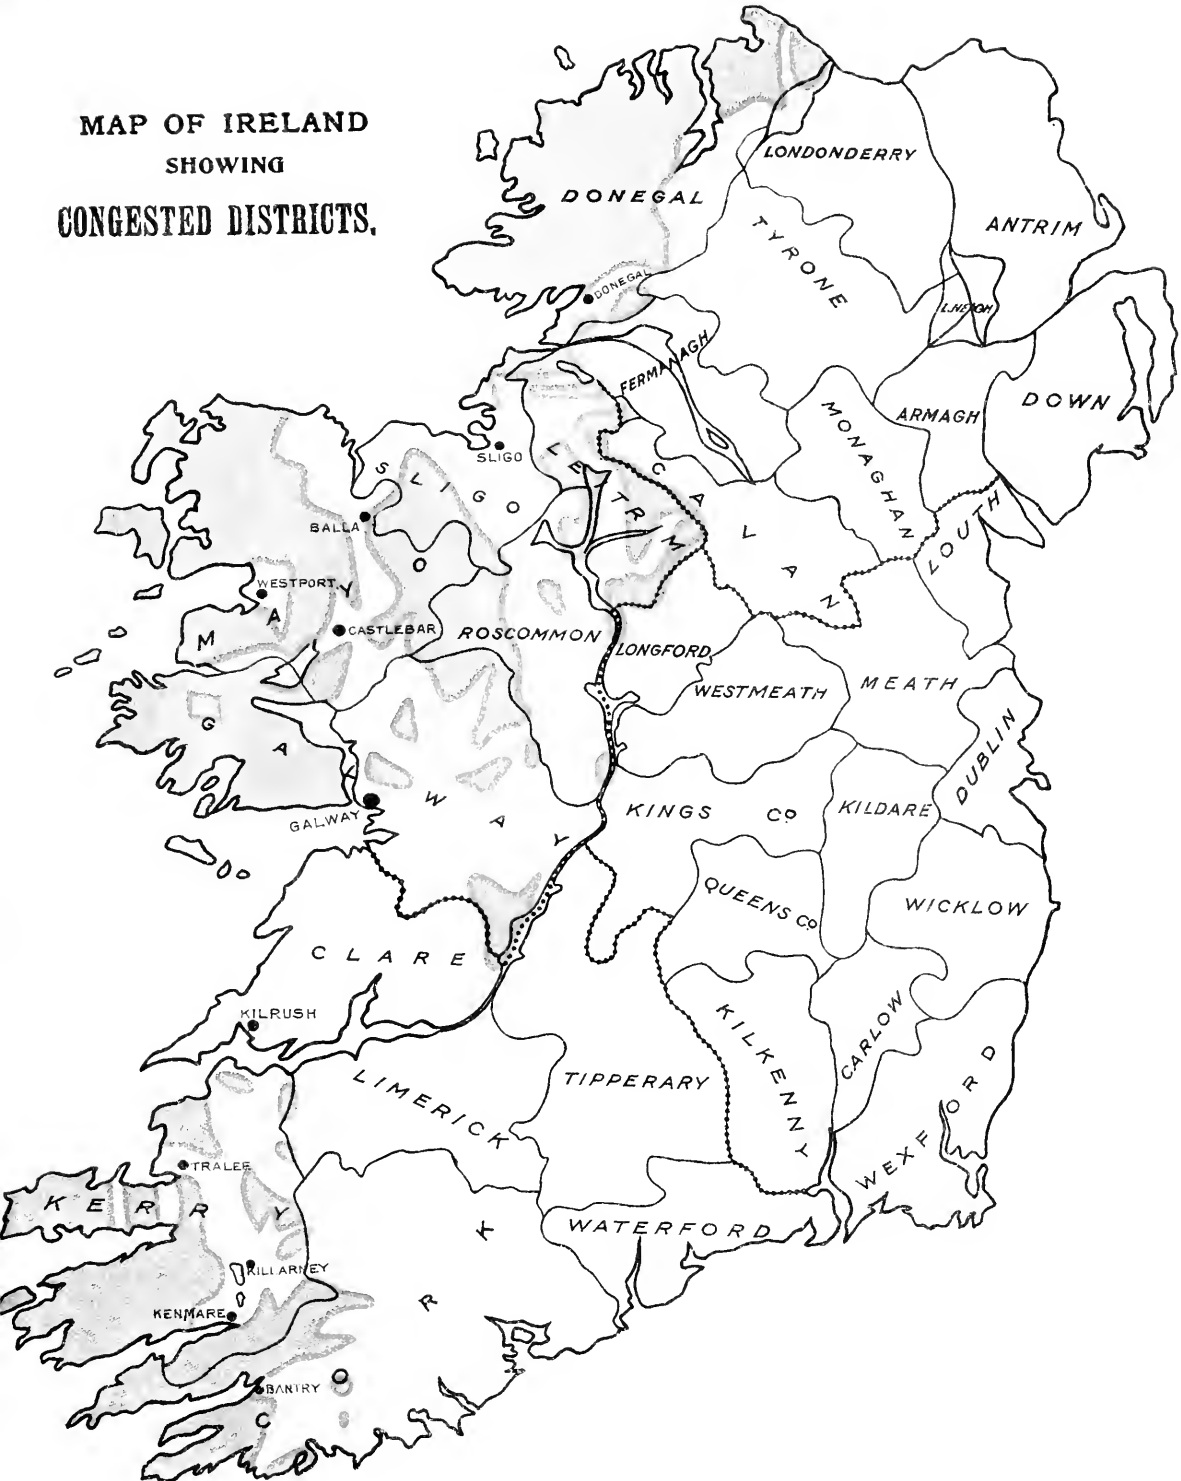 MAP OF IRELAND
SHOWING
CONGESTED DISTRICTS.
LONDONDERRY
DONEGAL
ANTRIM
TYRONE
DONEGAL
L. NEAGH
FERMANAGH
DOWN
ARMAGH
MONAGHAN
SLIGO
SLIGO
LEITRIM
CAVAN
LOUTH
BALLA
WESTPORT
MAYO
CASTLEBAR
ROSCOMMON
LONGFORD
WESTMEATH
MEATH
DUBLIN
GALWAY
GALWAY
KINGS Co
KILDARE
QUEENS Co
WICKLOW
CLARE
KILRUSH
KILKENNY
CARLOW
LIMERICK
TIPPERARY
WEXFORD
TRALEE
KERRY
WATERFORD
KILLARNEY
KENMARE
BANTRY
CORK